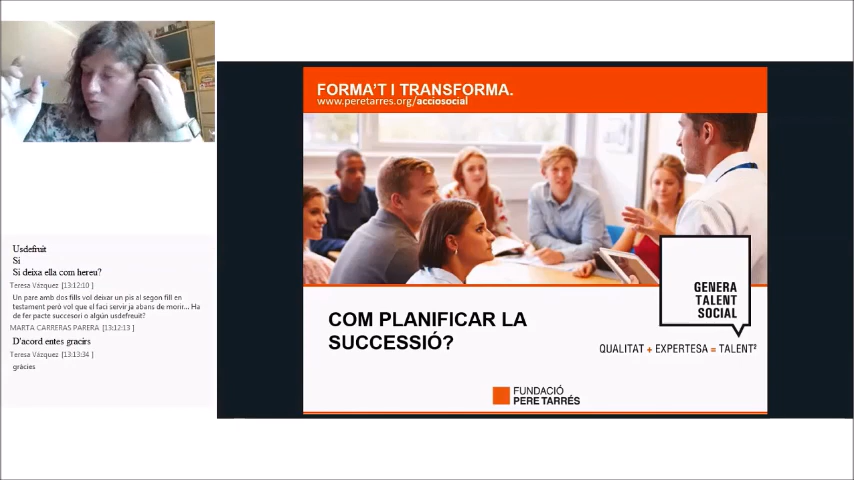 Usdefruit
Si
Si deixa ella com hereu?
Teresa Vázquez [13:12:10 ]
Un pare amb dos fills vol deixar un pis al segon fill en
testament però vol que el faci servir ja abans de morir... Ha
de fer pacte succesori o algún usdefruit?
MARTA CARRERAS PARERA [13:12:13 ]
D'acord entes gracirs
Teresa Vázquez [13:13:34 ]
gràcies
FORMA'T I TRANSFORMA.
www.peretarres.org/acciosocial
GENERA
TALENT
SOCIAL
COM PLANIFICAR LA
SUCCESSIÓ?
QUALITAT + EXPERTESA = TALENT²
FUNDACIÓ
PERE TARRÉS